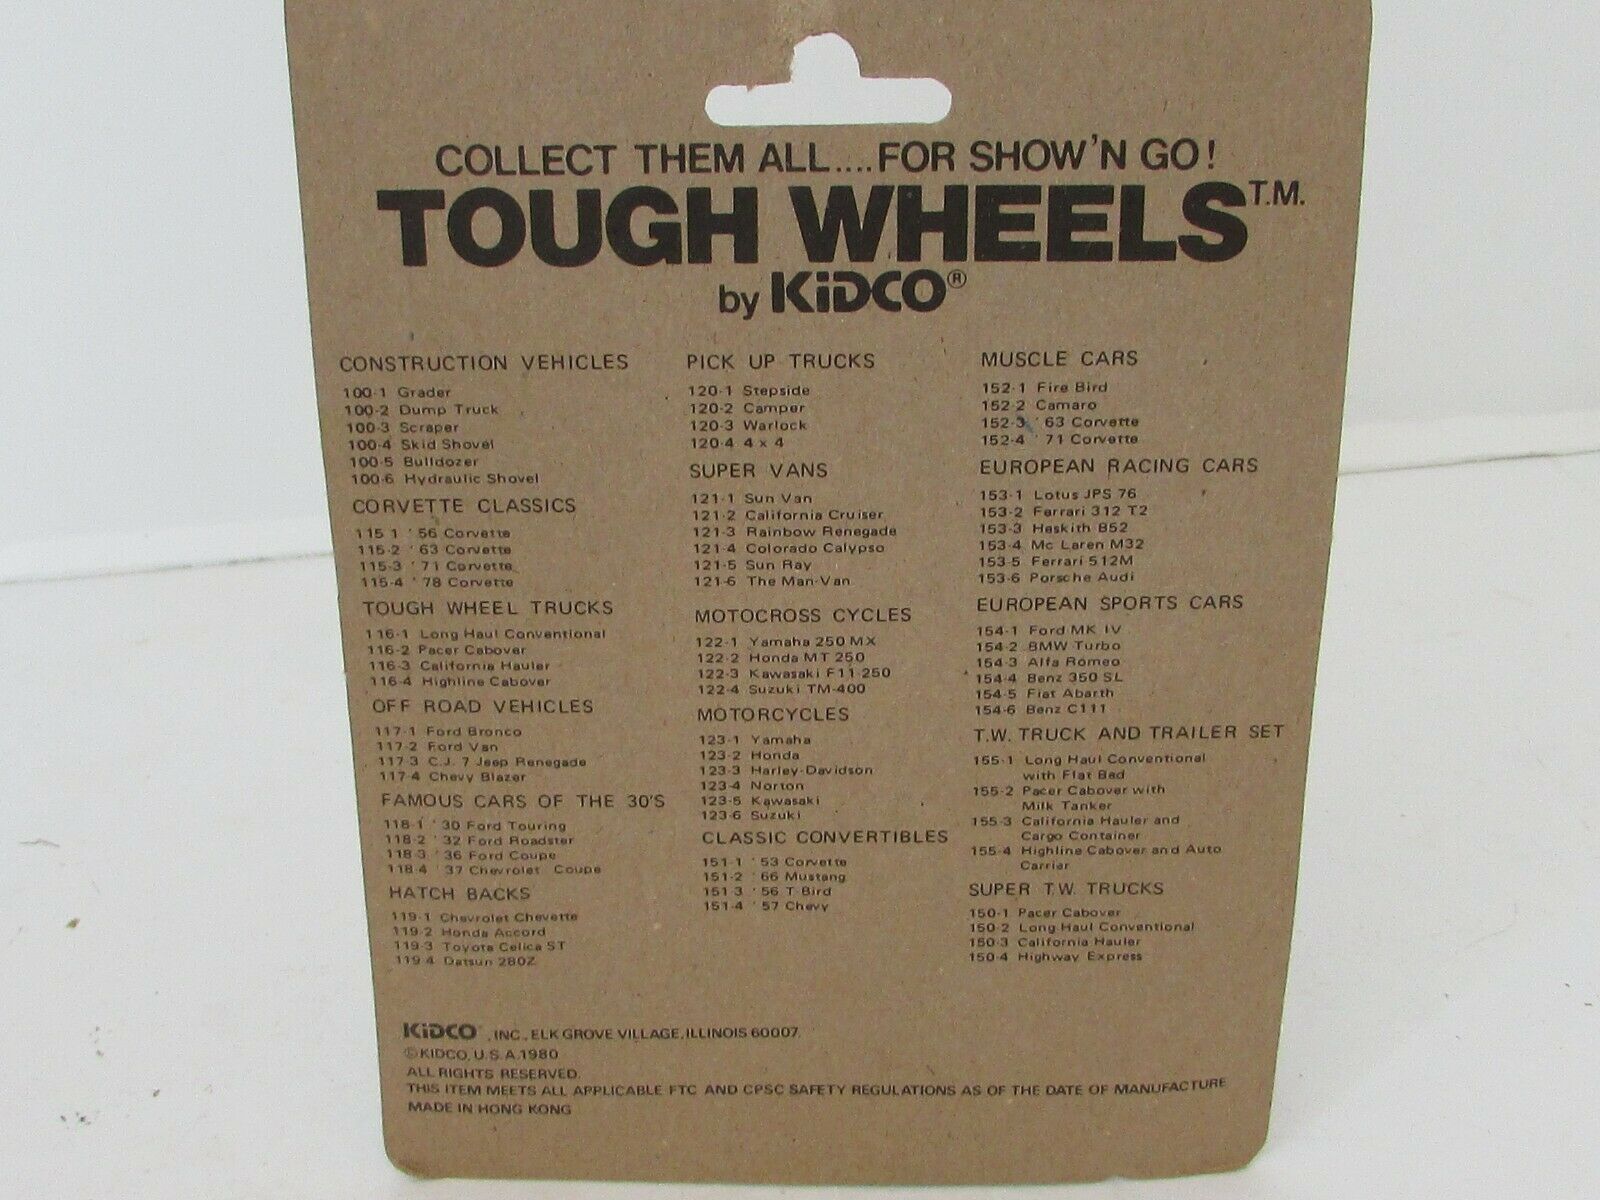 COLLECT THEM ALL....FOR SHOW'N GO!
TOUGH WHEELS T.M.
by KiDCO®
CONSTRUCTION VEHICLES
100-1 Grader
100-2 Dump Truck
100-3 Scraper
100-4 Skid Shovel
100-5 Bulldozer
100-6 Hydraulic Shovel
CORVETTE CLASSICS
115 1 '56 Corvette
115-2 '63 Corvette
115-3 '71 Corvette
115-4 '78 Corvette
TOUGH WHEEL TRUCKS
116-1 Long Haul Conventional
116-2 Pacer Cabover
116-3 California Hauler
116-4 Highline Cabover
OFF ROAD VEHICLES
117-1 Ford Bronco
117-2 Ford Van
117-3 C.J. 7 Jeep Renegade
117-4 Chevy Blazer
FAMOUS CARS OF THE 30'S
118-1 '30 Ford Touring
118-2 '32 Ford Roadster
118-3 '36 Ford Coupe
118-4 '37 Chevrolet Coupe
HATCH BACKS
119-1 Chevrolet Chevette
119-2 Honda Accord
119-3 Toyota Celica ST
119-4 Datsun 280Z
PICK UP TRUCKS
120-1 Stepside
120-2 Camper
120-3 Warlock
120-4 4 x 4
SUPER VANS
121-1 Sun Van
121-2 California Cruiser
121-3 Rainbow Renegade
121-4 Colorado Calypso
121-5 Sun Ray
121-6 The Man-Van
MOTOCROSS CYCLES
122-1 Yamaha 250 MX
122-2 Honda MT 250
122-3 Kawasaki F11-250
122-4 Suzuki TM-400
MOTORCYCLES
123-1 Yamaha
123-2 Honda
123-3 Harley-Davidson
123-4 Norton
123-5 Kawasaki
123-6 Suzuki
CLASSIC CONVERTIBLES
151-1 '53 Corvette
151-2 '66 Mustang
151-3 '56 T-Bird
151-4 '57 Chevy
MUSCLE CARS
152-1 Fire Bird
152-2 Camaro
152-3 '63 Corvette
152-4 '71 Corvette
EUROPEAN RACING CARS
153-1 Lotus JPS 76
153-2 Ferrari 312 T2
153-3 Heskith B52
153-4 Mc Laren M32
153-5 Ferrari 512M
153-6 Porsche Audi
EUROPEAN SPORTS CARS
154-1 Ford MK IV
154-2 BMW Turbo
154-3 Alfa Romeo
154-4 Benz 350 SL
154-5 Fiat Abarth
154-6 Benz C111
T.W. TRUCK AND TRAILER SET
155-1 Long Haul Conventional
with Flat Bed
155-2 Pacer Cabover with
Milk Tanker
155-3 California Hauler and
Cargo Container
155-4 Highline Cabover and Auto
Carrier
SUPER T.W. TRUCKS
150-1 Pacer Cabover
150-2 Long Haul Conventional
150-3 California Hauler
150-4 Highway Express
KiDCO, INC., ELK GROVE VILLAGE, ILLINOIS 60007
©KIDCO, U.S.A. 1980
ALL RIGHTS RESERVED.
THIS ITEM MEETS ALL APPLICABLE FTC AND CPSC SAFETY REGULATIONS AS OF THE DATE OF MANUFACTURE
MADE IN HONG KONG